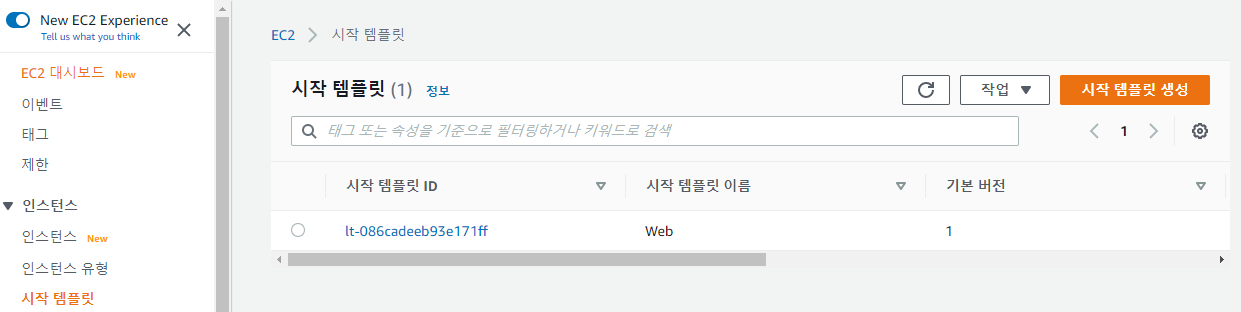 New EC2 Experience
Tell us what you think
EC2 대시보드 New
이벤트
태그
제한
인스턴스
인스턴스 New
인스턴스 유형
시작 템플릿
EC2 시작 템플릿
시작 템플릿 (1) 정보
작업
시작 템플릿 생성
태그 또는 속성을 기준으로 필터링하거나 키워드로 검색
1
시작 템플릿 ID 시작 템플릿 이름 기본 버전
lt-086cadeeb93e171ff Web 1